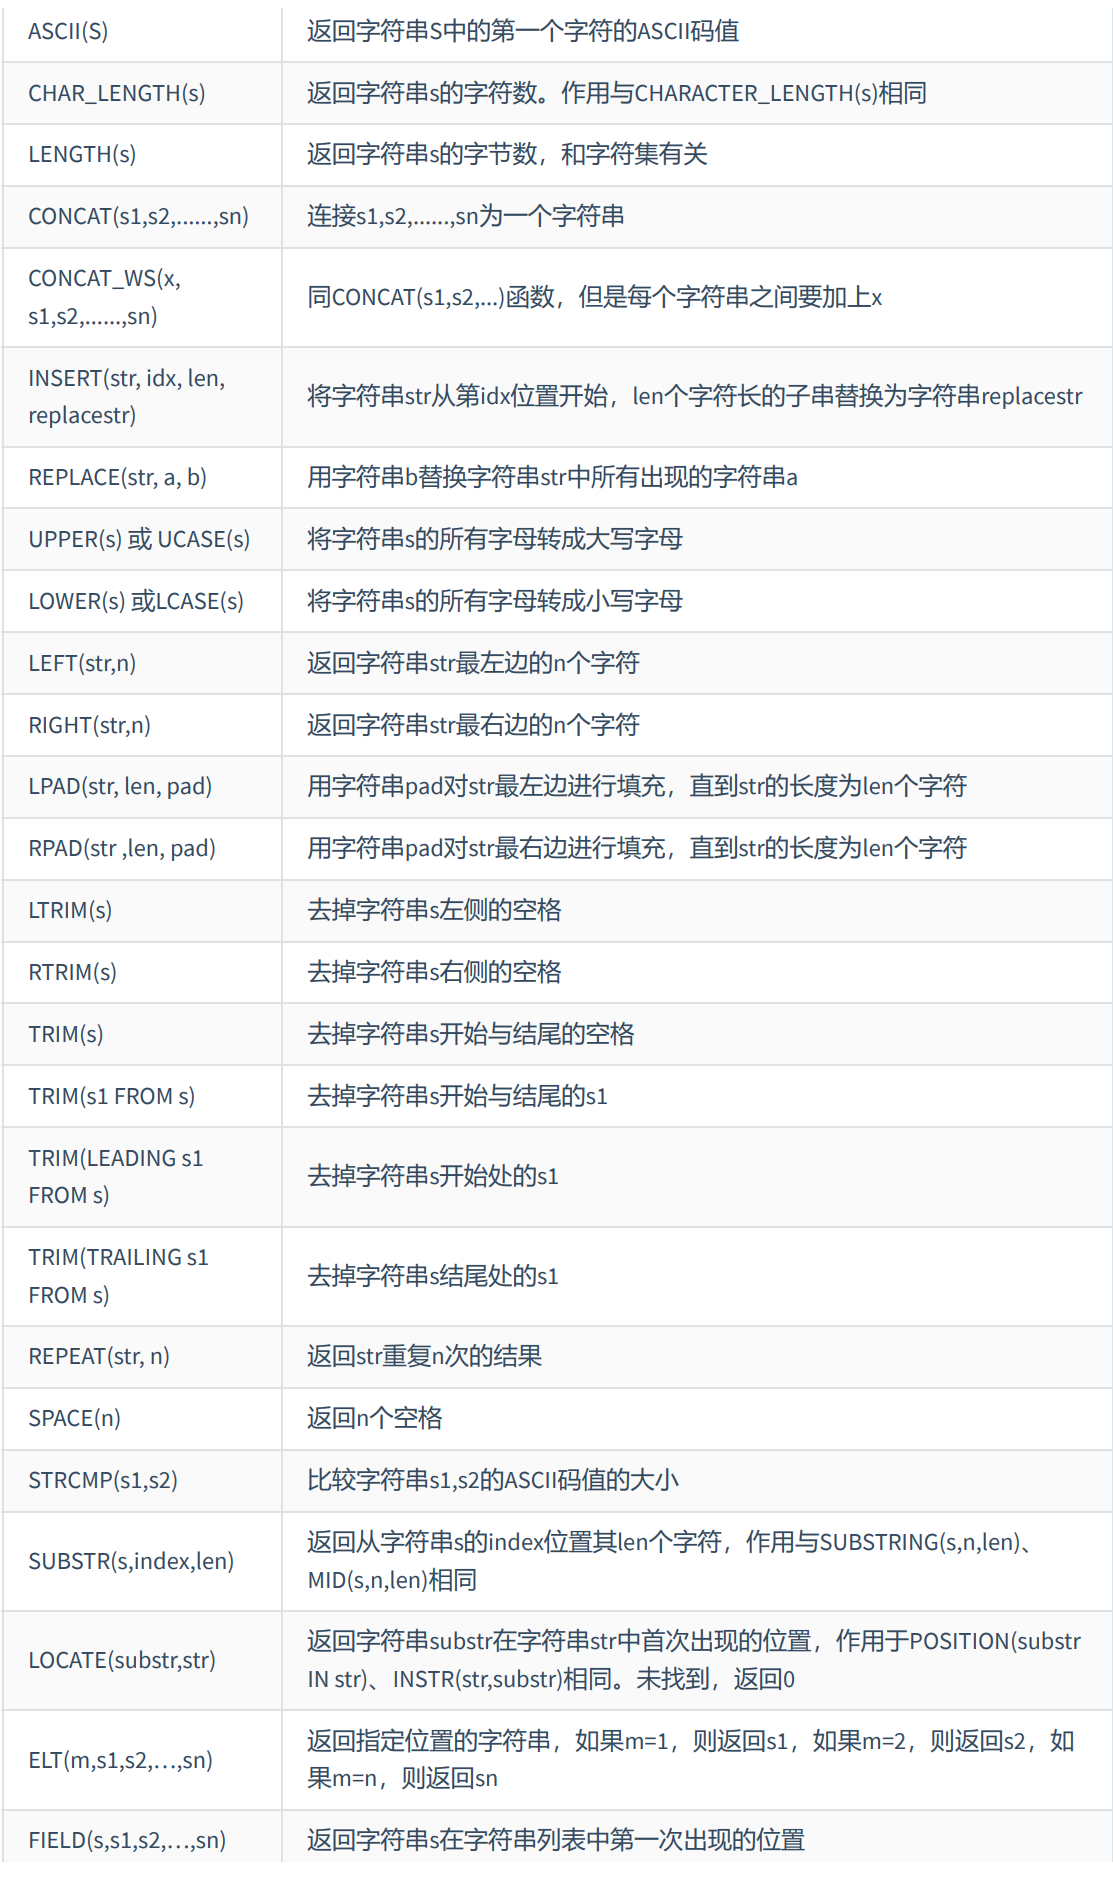 ASCII(S)
返回字符串S中的第一个字符的ASCII码值
CHAR_LENGTH(s)
返回字符串s的字符数。作用与CHARACTER_LENGTH(s)相同
LENGTH(s)
返回字符串s的字节数，和字符集有关
CONCAT(s1,s2,......,sn)
连接s1,s2,......,sn为一个字符串
CONCAT_WS(x,
s1,s2,......,sn)
同CONCAT(s1,s2,...)函数，但是每个字符串之间要加上x
INSERT(str, idx, len,
replacestr)
将字符串str从第idx位置开始，len个字符长的子串替换为字符串replacestr
REPLACE(str, a, b)
用字符串b替换字符串str中所有出现的字符串a
UPPER(s) 或 UCASE(s)
将字符串s的所有字母转成大写字母
LOWER(s) 或LCASE(s)
将字符串s的所有字母转成小写字母
LEFT(str,n)
返回字符串str最左边的n个字符
RIGHT(str,n)
返回字符串str最右边的n个字符
LPAD(str, len, pad)
用字符串pad对str最左边进行填充，直到str的长度为len个字符
RPAD(str ,len, pad)
用字符串pad对str最右边进行填充，直到str的长度为len个字符
LTRIM(s)
去掉字符串s左侧的空格
RTRIM(s)
去掉字符串s右侧的空格
TRIM(s)
去掉字符串s开始与结尾的空格
TRIM(s1 FROM s)
去掉字符串s开始与结尾的s1
TRIM(LEADING s1
FROM s)
去掉字符串s开始处的s1
TRIM(TRAILING s1
FROM s)
去掉字符串s结尾处的s1
REPEAT(str, n)
返回str重复n次的结果
SPACE(n)
返回n个空格
STRCMP(s1,s2)
比较字符串s1,s2的ASCII码值的大小
SUBSTR(s,index,len)
返回从字符串s的index位置其len个字符，作用与SUBSTRING(s,n,len)、
MID(s,n,len)相同
LOCATE(substr,str)
返回字符串substr在字符串str中首次出现的位置，作用于POSITION(substr
IN str)、INSTR(str,substr)相同。未找到，返回0
ELT(m,s1,s2,…,sn)
返回指定位置的字符串，如果m=1，则返回s1，如果m=2，则返回s2，如
果m=n，则返回sn
FIELD(s,s1,s2,…,sn)
返回字符串s在字符串列表中第一次出现的位置